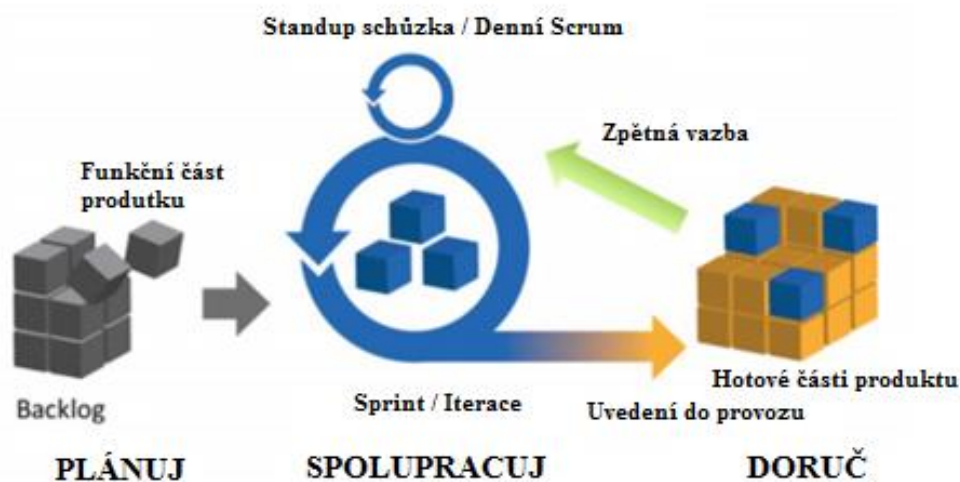 Standup schůzka / Denní Scrum
Zpětná vazba
Funkční část
produtku
Backlog
Sprint / Iterace
Hotové části produktu
Uvedení do provozu
PLÁNUJ
SPOLUPRACUJ
DORUČ